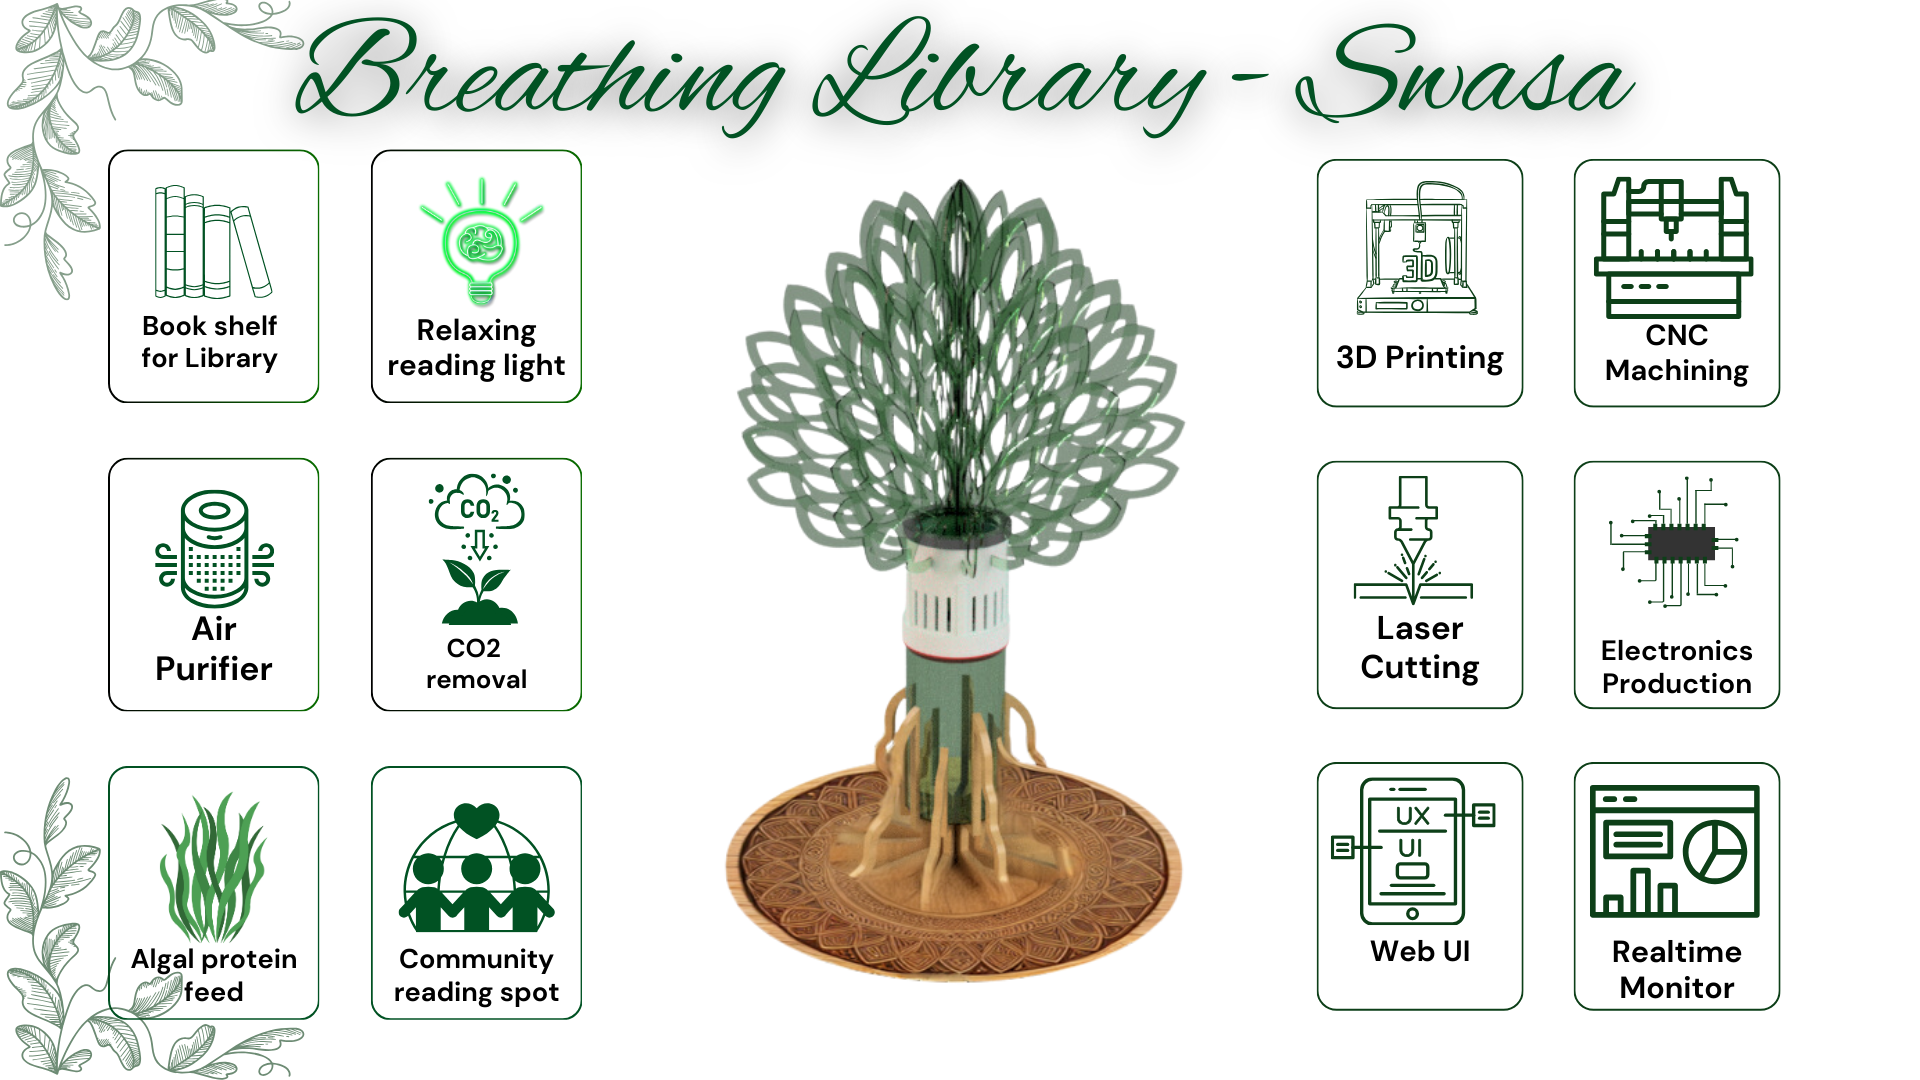 Breathing Library - Swasa
Book shelf
for Library
Relaxing
reading light
3D
3D Printing
CNC
Machining
Air
Purifier
CO2
CO2
removal
Laser
Cutting
Electronics
Production
Algal protein
feed
Community
reading spot
UX
UI
Web UI
Realtime
Monitor